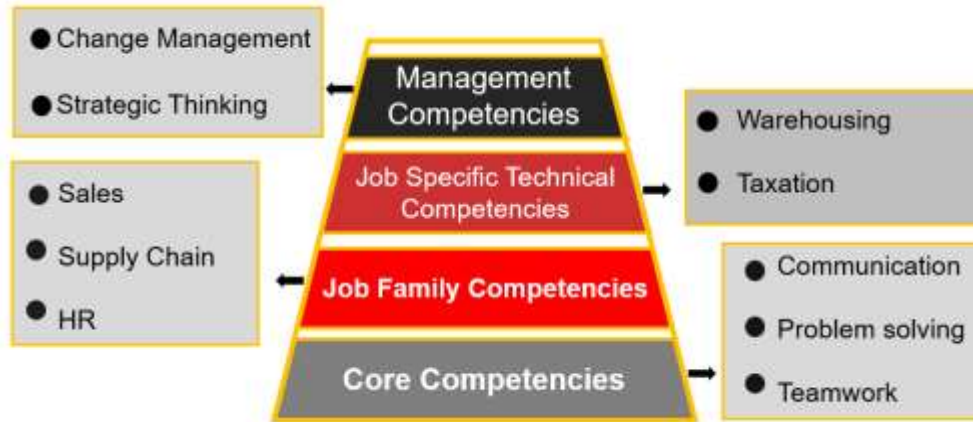 Change Management
Strategic Thinking
Management
Competencies
Warehousing
Taxation
Job Specific Technical
Competencies
Sales
Supply Chain
HR
Job Family Competencies
Communication
Problem solving
Teamwork
Core Competencies